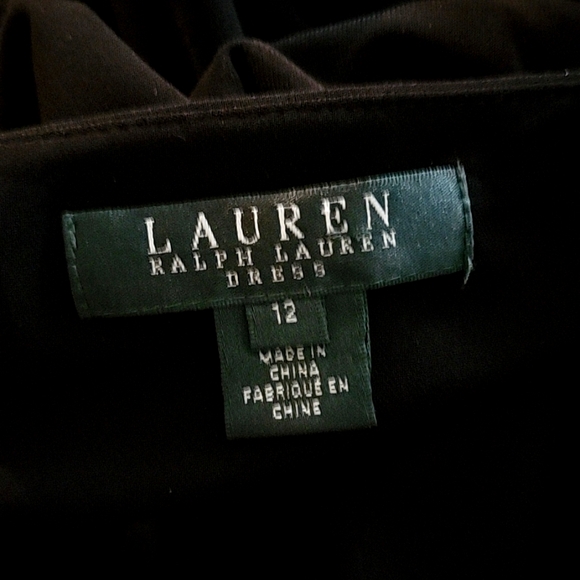 LAUREN
RALPH LAUREN
DRESS
12
MADE IN
CHINA
FABRIQUE EN
CHINE